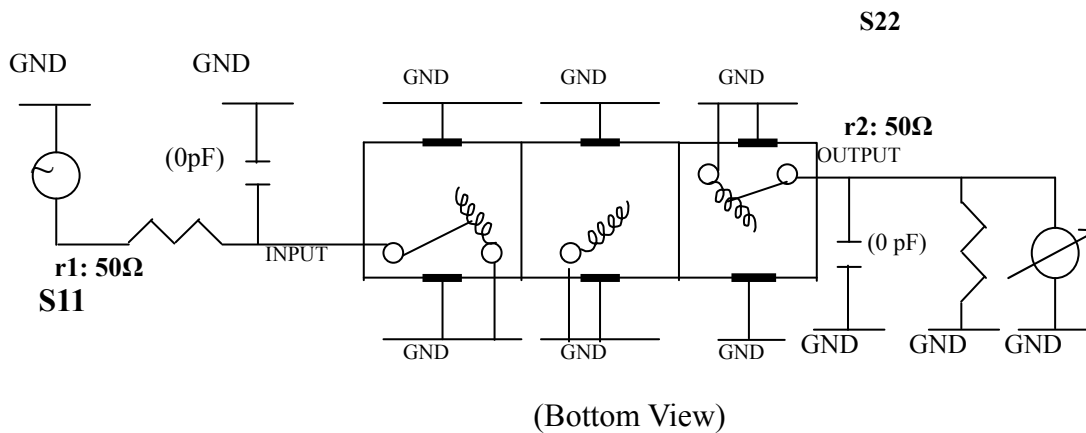 S22
GND
GND
GND
GND
GND
r2: 50Ω
(0pF)
OUTPUT
INPUT
(0 pF)
r1: 50Ω
S11
GND
GND
GND
GND
GND
GND
(Bottom View)